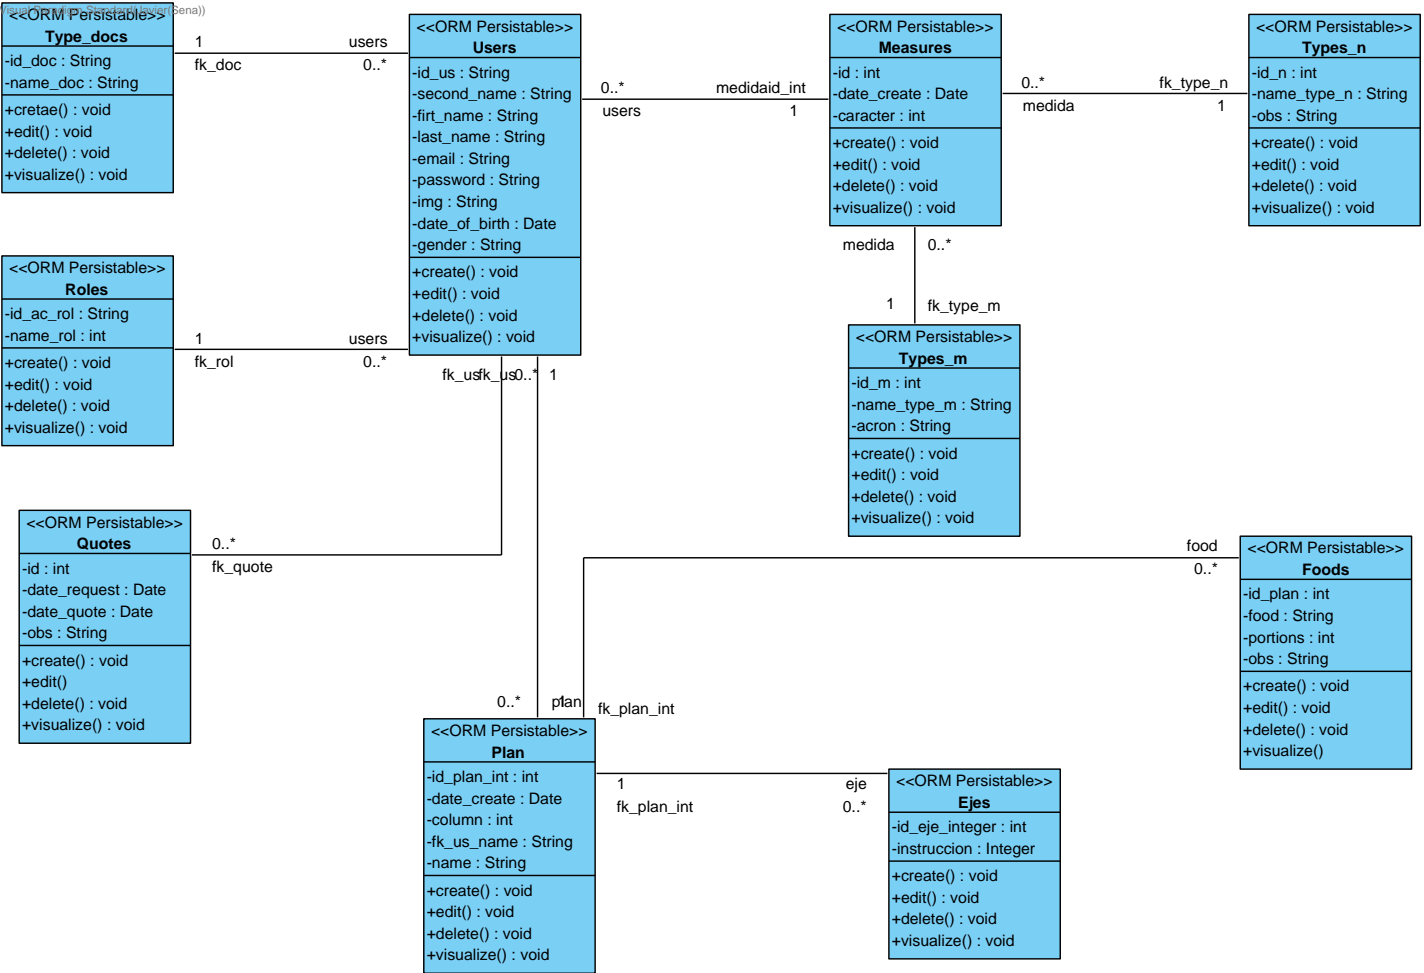 Visual Paradigm Standard(Javier(Sena))
<<ORM Persistable>>
Type_docs
-id_doc : String
-name_doc : String
+cretae() : void
+edit() : void
+delete() : void
+visualize() : void
1
fk_doc
users
0..*
<<ORM Persistable>>
Users
-id_us : String
-second_name : String
-firt_name : String
-last_name : String
-email : String
-password : String
-img : String
-date_of_birth : Date
-gender : String
+create() : void
+edit() : void
+delete() : void
+visualize() : void
0..*
users
medidaid_int
1
<<ORM Persistable>>
Measures
-id : int
-date_create : Date
-caracter : int
+create() : void
+edit() : void
+delete() : void
+visualize() : void
0..*
medida
fk_type_n
1
<<ORM Persistable>>
Types_n
-id_n : int
-name_type_n : String
-obs : String
+create() : void
+edit() : void
+delete() : void
+visualize() : void
<<ORM Persistable>>
Roles
-id_ac_rol : String
-name_rol : int
+create() : void
+edit() : void
+delete() : void
+visualize() : void
1
fk_rol
users
0..*
medida
0..*
1
fk_type_m
<<ORM Persistable>>
Types_m
-id_m : int
-name_type_m : String
-acron : String
+create() : void
+edit() : void
+delete() : void
+visualize() : void
fk_us
fk_us
0..*
1
<<ORM Persistable>>
Quotes
-id : int
-date_request : Date
-date_quote : Date
-obs : String
+create() : void
+edit()
+delete() : void
+visualize() : void
0..*
fk_quote
food
0..*
<<ORM Persistable>>
Foods
-id_plan : int
-food : String
-portions : int
-obs : String
+create() : void
+edit() : void
+delete() : void
+visualize()
0..*
plan
1
fk_plan_int
<<ORM Persistable>>
Plan
-id_plan_int : int
-date_create : Date
-column : int
-fk_us_name : String
-name : String
+create() : void
+edit() : void
+delete() : void
+visualize() : void
1
fk_plan_int
eje
0..*
<<ORM Persistable>>
Ejes
-id_eje_integer : int
-instruccion : Integer
+create() : void
+edit() : void
+delete() : void
+visualize() : void